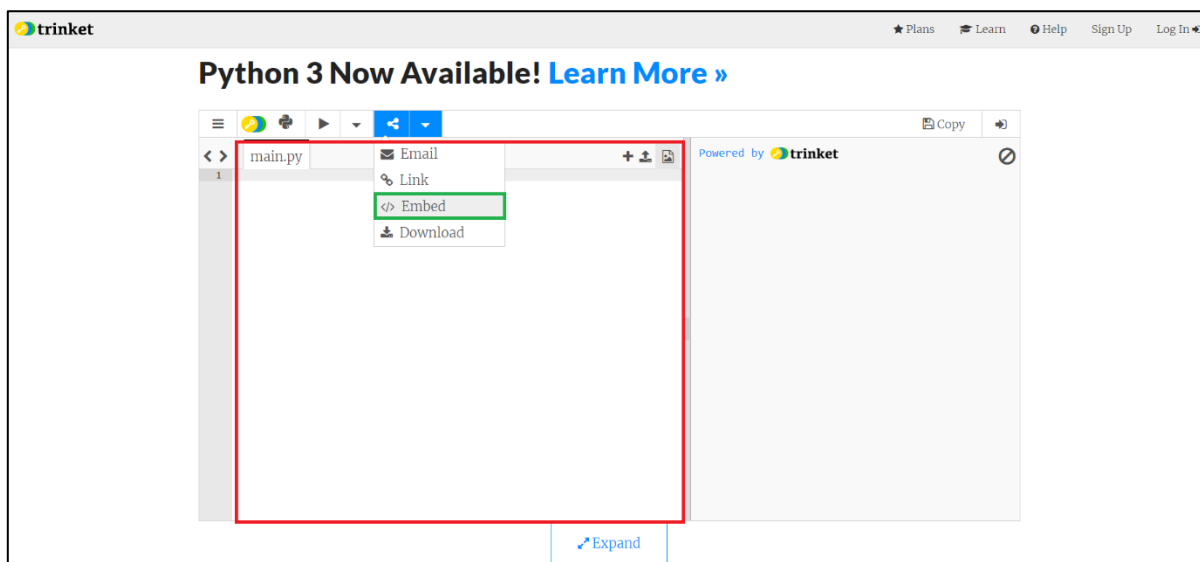 trinket
Plans Learn Help Sign Up Log In
Python 3 Now Available! Learn More »
Copy
main.py
Email
Powered by trinket
1
Link
</> Embed
Download
Expand